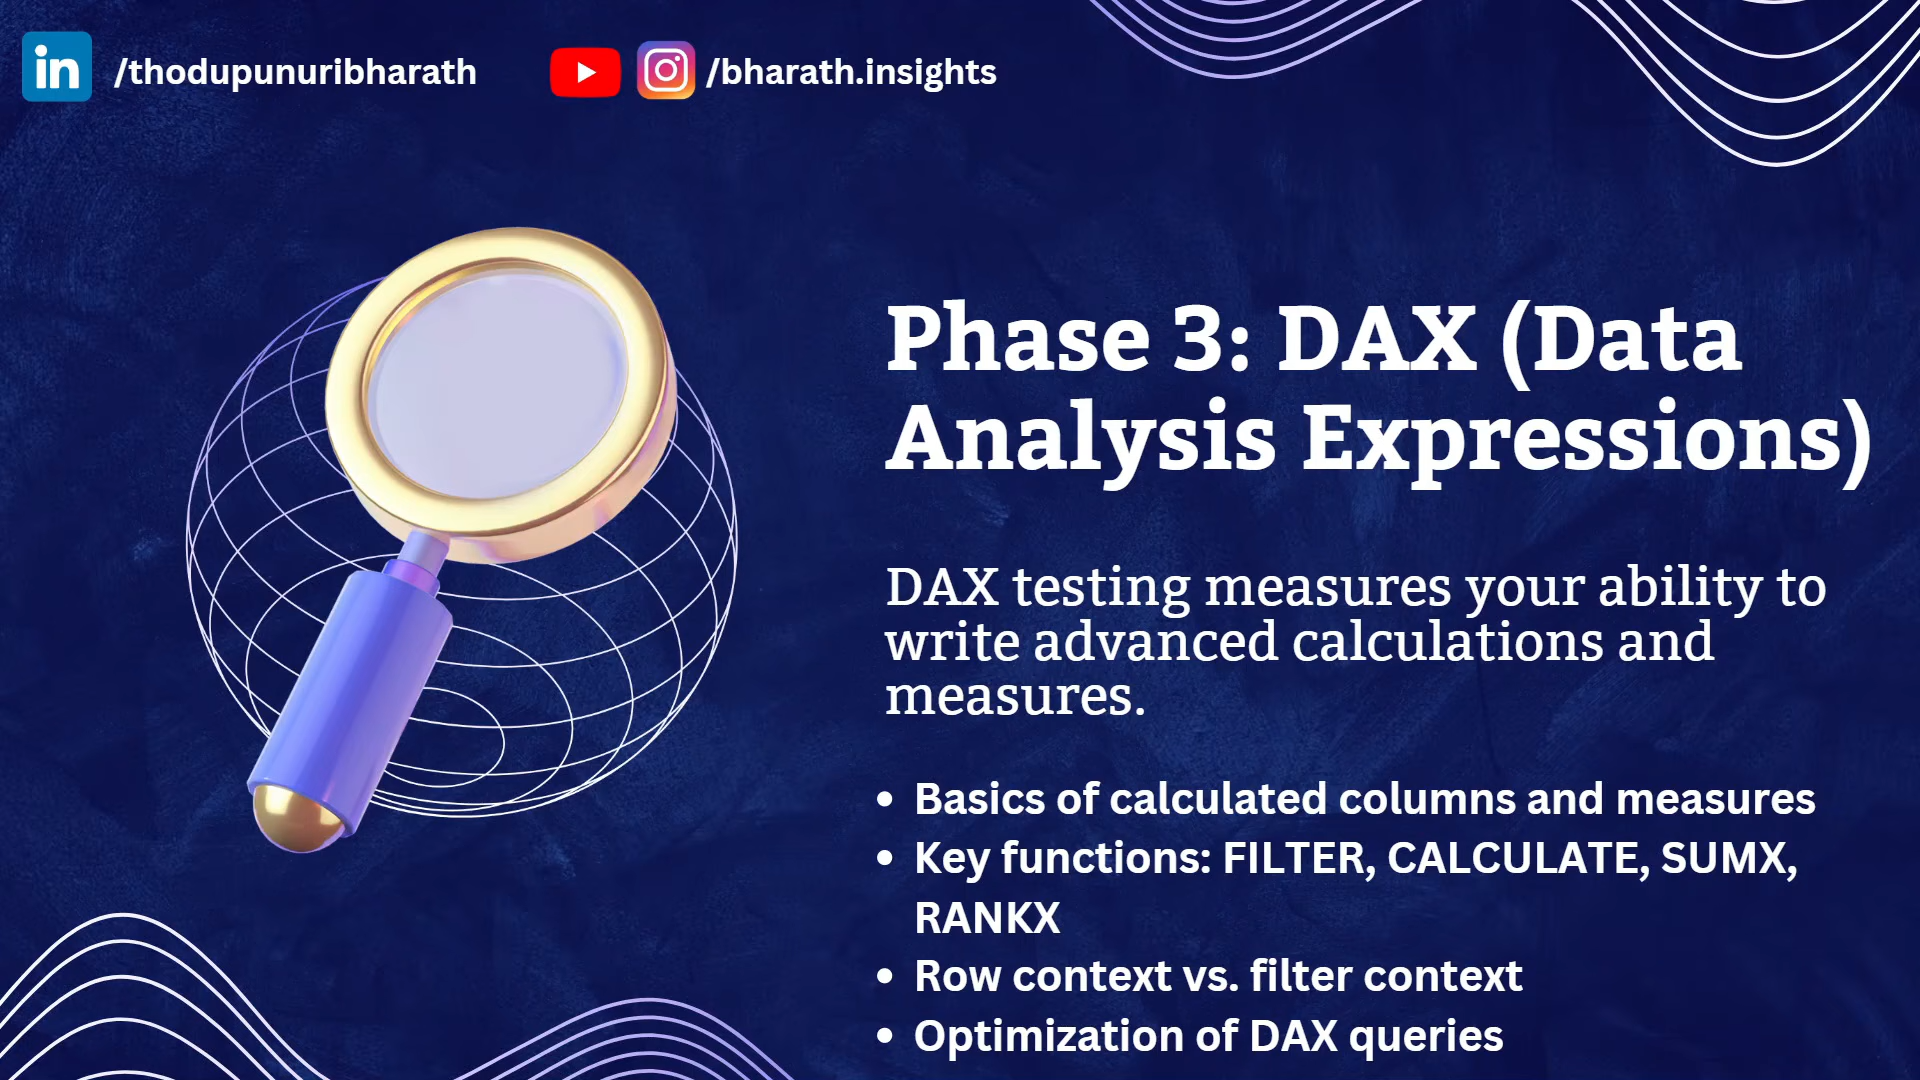 in /thodupunuribharath
/bharath.insights
Phase 3: DAX (Data
Analysis Expressions)
DAX testing measures your ability to
write advanced calculations and
measures.
• Basics of calculated columns and measures
• Key functions: FILTER, CALCULATE, SUMX,
RANKX
• Row context vs. filter context
• Optimization of DAX queries